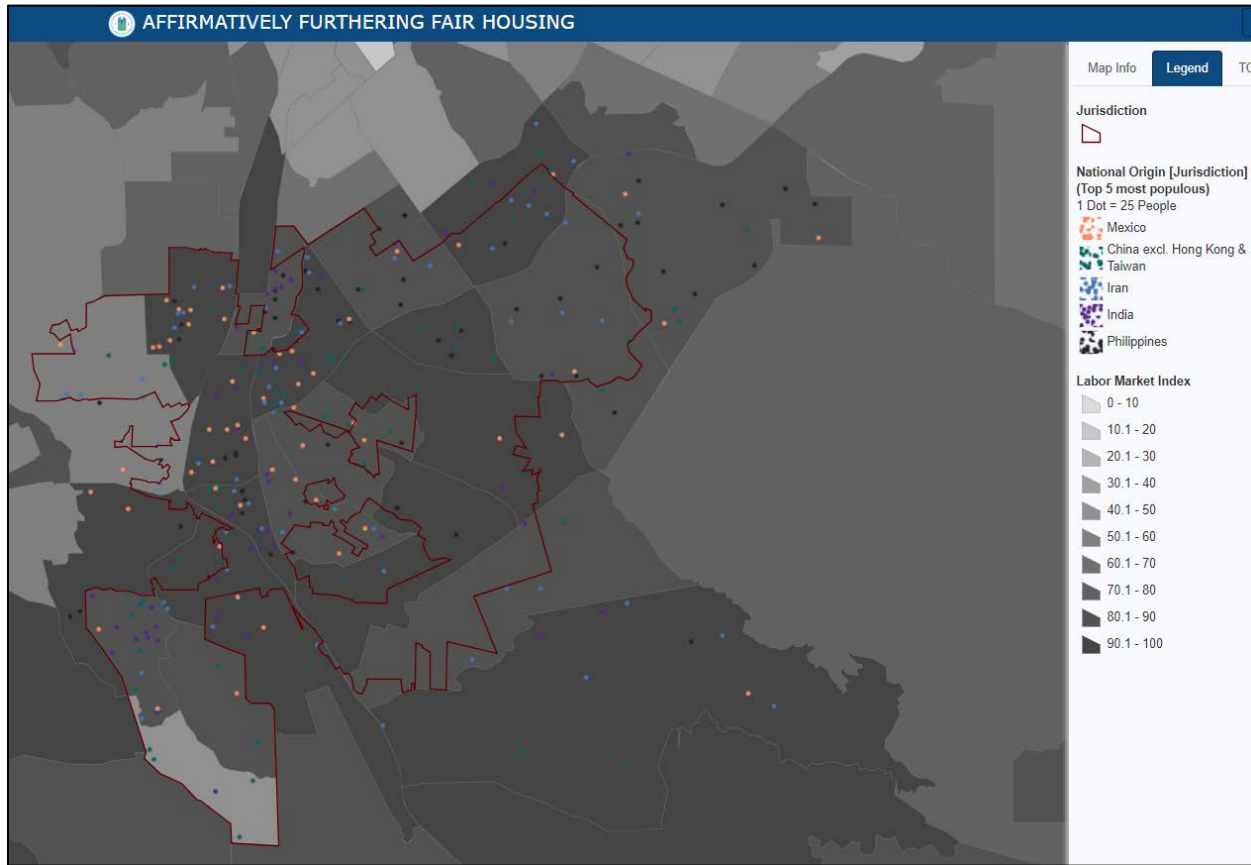 AFFIRMATIVELY FURTHERING FAIR HOUSING
Map Info Legend
Jurisdiction
National Origin [Jurisdiction]
(Top 5 most populous)
1 Dot = 25 People
Mexico
China excl. Hong Kong &
Taiwan
Iran
India
Philippines
Labor Market Index
0 - 10
10.1 - 20
20.1 - 30
30.1 - 40
40.1 - 50
50.1 - 60
60.1 - 70
70.1 - 80
80.1 - 90
90.1 - 100